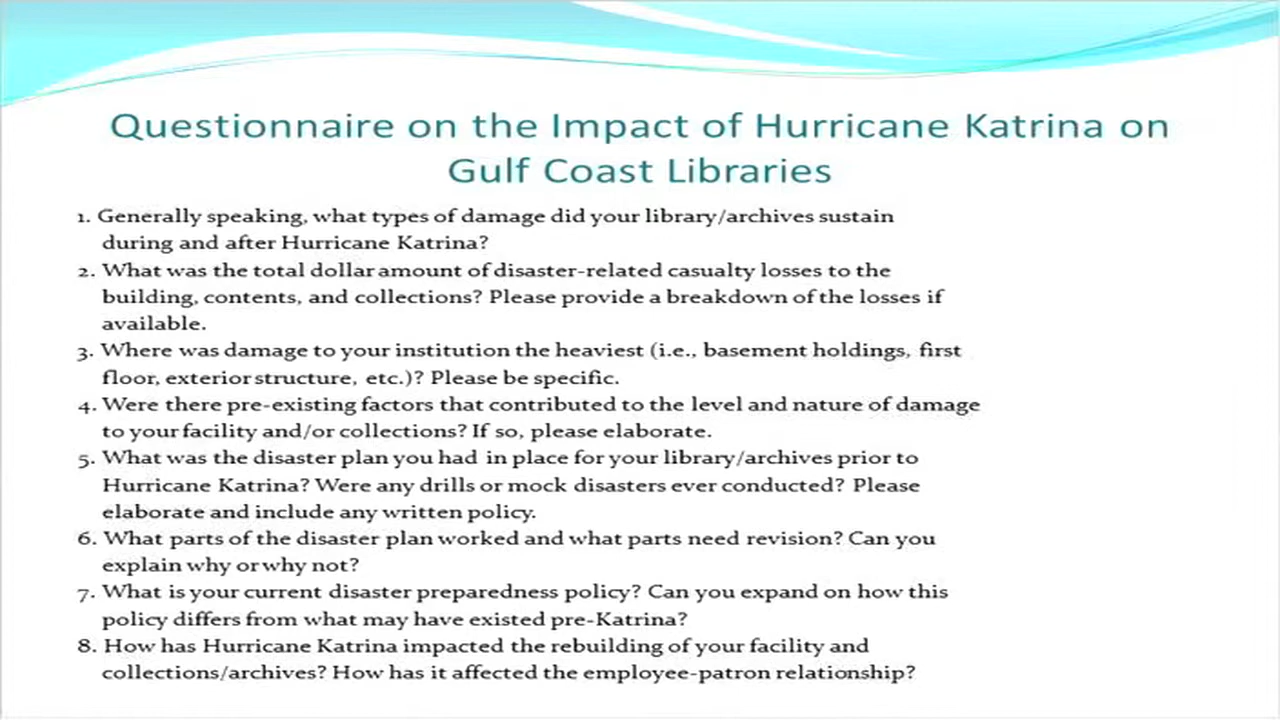 Questionnaire on the Impact of Hurricane Katrina on
Gulf Coast Libraries
1. Generally speaking, what types of damage did your library/archives sustain
during and after Hurricane Katrina?
2. What was the total dollar amount of disaster-related casualty losses to the
building, contents, and collections? Please provide a breakdown of the losses if
available.
3. Where was damage to your institution the heaviest (i.e., basement holdings, first
floor, exterior structure, etc.)? Please be specific.
4. Were there pre-existing factors that contributed to the level and nature of damage
to your facility and/or collections? If so, please elaborate.
5. What was the disaster plan you had in place for your library/archives prior to
Hurricane Katrina? Were any drills or mock disasters ever conducted? Please
elaborate and include any written policy.
6. What parts of the disaster plan worked and what parts need revision? Can you
explain why or why not?
7. What is your current disaster preparedness policy? Can you expand on how this
policy differs from what may have existed pre-Katrina?
8. How has Hurricane Katrina impacted the rebuilding of your facility and
collections/archives? How has it affected the employee-patron relationship?